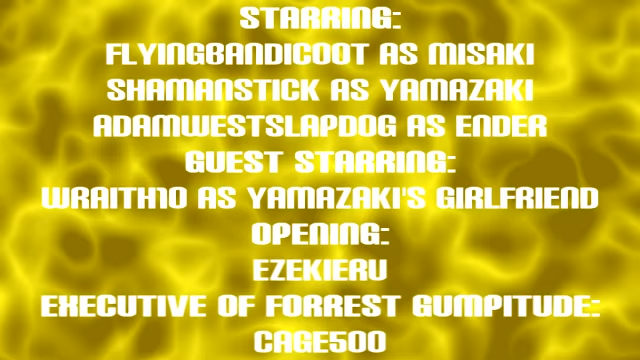 STARRING:
FLYINGBANDICOOT AS MISAKI
SHAMANSTICK AS YAMAZAKI
ADAMWESTSLAPDOG AS ENDER
GUEST STARRING:
WRAITH10 AS YAMAZAKI'S GIRLFRIEND
OPENING:
EZEKIERU
EXECUTIVE OF FORREST GUMPITUDE:
CAGE500